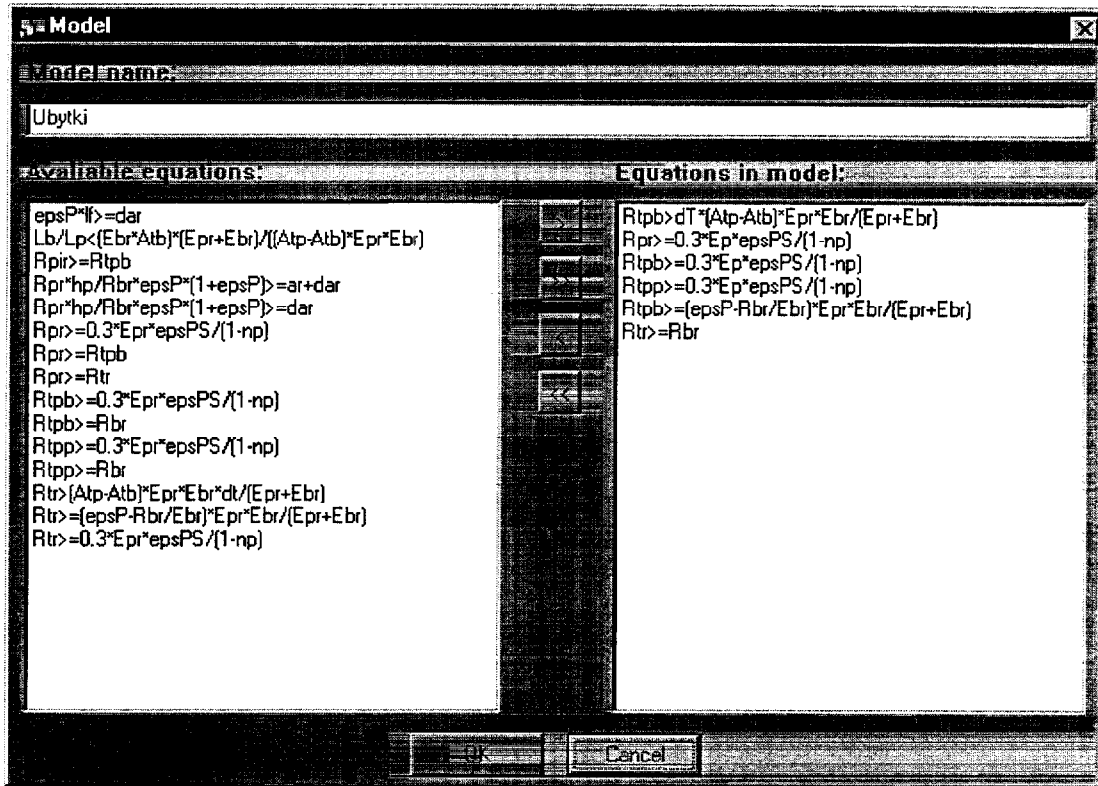 Model
Model name:
Ubytki
Avaliable equations:
epsP*lf>=dar
Lb/Lp<(Ebr*Atb)*(Epr+Ebr)/((Atp-Atb)*Epr*Ebr)
Rpir>=Rtpb
Rpr*hp/Rbr*epsP*(1+epsP)>=ar+dar
Rpr*hp/Rbr*epsP*(1+epsP)>=dar
Rpr>=0.3*Epr*epsPS/(1-np)
Rpr>=Rtpb
Rpr>=Rtr
Rtpb>=0.3*Epr*epsPS/(1-np)
Rtpb>=Rbr
Rtpp>=0.3*Epr*epsPS/(1-np)
Rtpp>=Rbr
Rtr>(Atp-Atb)*Epr*Ebr*dt/(Epr+Ebr)
Rtr>=(epsP-Rbr/Ebr)*Epr*Ebr/(Epr+Ebr)
Rtr>=0.3*Epr*epsPS/(1-np)
>
>>
<
<<
Equations in model:
Rtpb>dT*(Atp-Atb)*Epr*Ebr/(Epr+Ebr)
Rpr>=0.3*Ep*epsPS/(1-np)
Rtpb>=0.3*Ep*epsPS/(1-np)
Rtpp>=0.3*Ep*epsPS/(1-np)
Rtpb>=(epsP-Rbr/Ebr)*Epr*Ebr/(Epr+Ebr)
Rtr>=Rbr
OK
Cancel